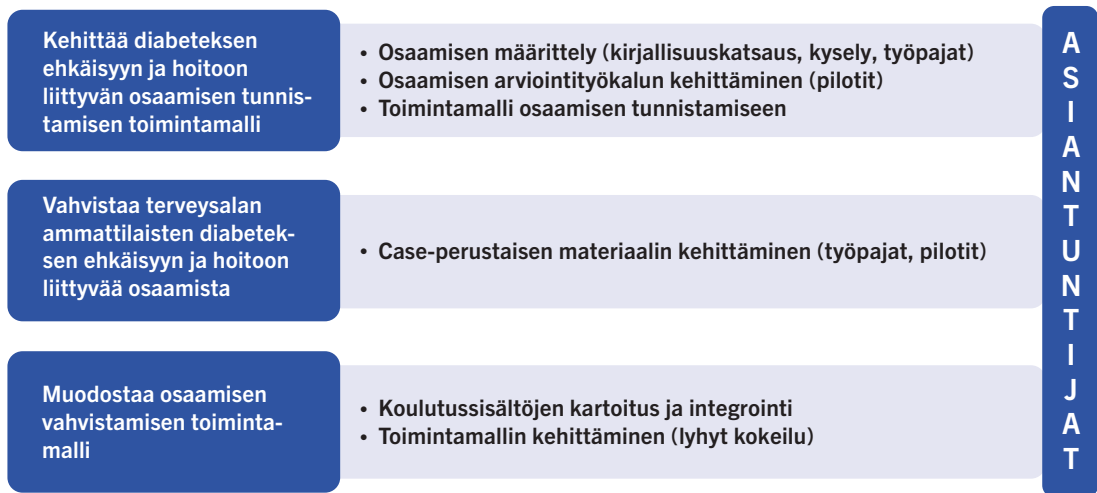 Kehittää diabeteksen
ehkäisyyn ja hoitoon
liittyvän osaamisen tunnis-
tamisen toimintamalli
• Osaamisen määrittely (kirjallisuuskatsaus, kysely, työpajat)
• Osaamisen arviointityökalun kehittäminen (pilotit)
• Toimintamalli osaamisen tunnistamiseen
Vahvistaa terveysalan
ammattilaisten diabetek-
sen ehkäisyyn ja hoitoon
liittyvää osaamista
• Case-perustaisen materiaalin kehittäminen (työpajat, pilotit)
Muodostaa osaamisen
vahvistamisen toiminta-
malli
• Koulutussisältöjen kartoitus ja integrointi
• Toimintamallin kehittäminen (lyhyt kokeilu)
ASIANTUNTIJAT